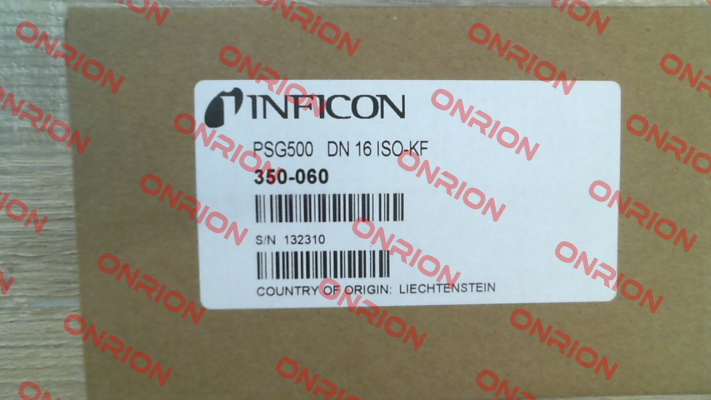 INFICON
PSG500 DN 16 ISO-KF
350-060
S/N 132310
COUNTRY OF ORIGIN: LIECHTENSTEIN
ONRION